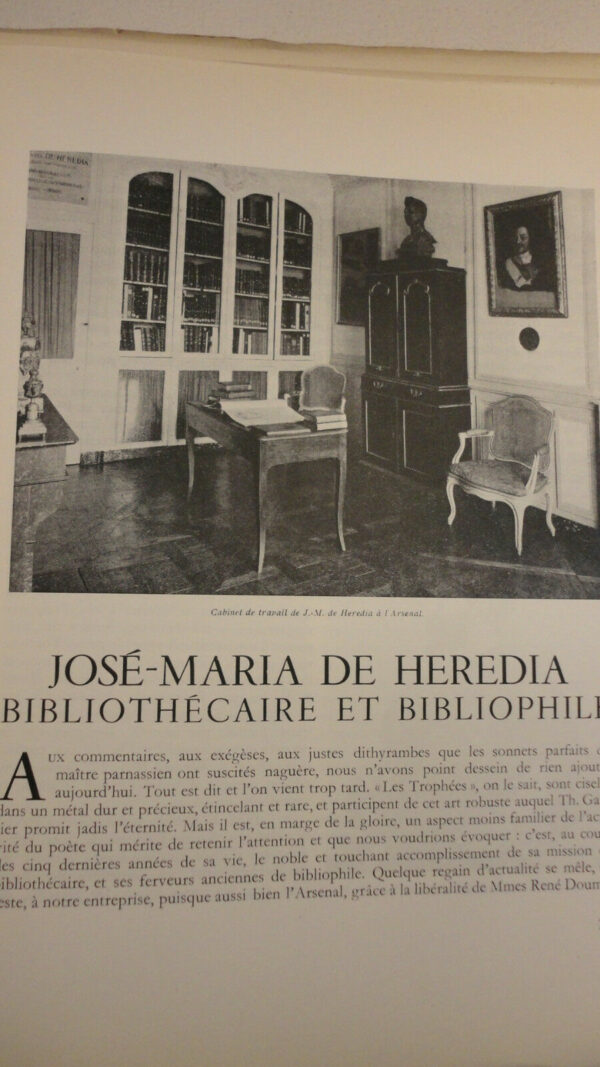 DE HEREDIA
Cabinet de travail de J.-M. de Heredia à l'Arsenal.
JOSÉ-MARIA DE HEREDIA
BIBLIOTHÉCAIRE ET BIBLIOPHILE
AUX commentaires, aux exégèses, aux justes dithyrambes que les sonnets parfaits
maître parnassien ont suscités naguère, nous n'avons point dessein de rien ajout
aujourd'hui. Tout est dit et l'on vient trop tard. « Les Trophées », on le sait, sont cisel
dans un métal dur et précieux, étincelant et rare, et participent de cet art robuste auquel Th. Ga
ier promit jadis l'éternité. Mais il est, en marge de la gloire, un aspect moins familier de l'ac
rité du poète qui mérite de retenir l'attention et que nous voudrions évoquer : c'est, au cou
des cinq dernières années de sa vie, le noble et touchant accomplissement de sa mission
bibliothécaire, et ses ferveurs anciennes de bibliophile. Quelque regain d'actualité se mêle,
este, à notre entreprise, puisque aussi bien l'Arsenal, grâce à la libéralité de Mmes René Doum